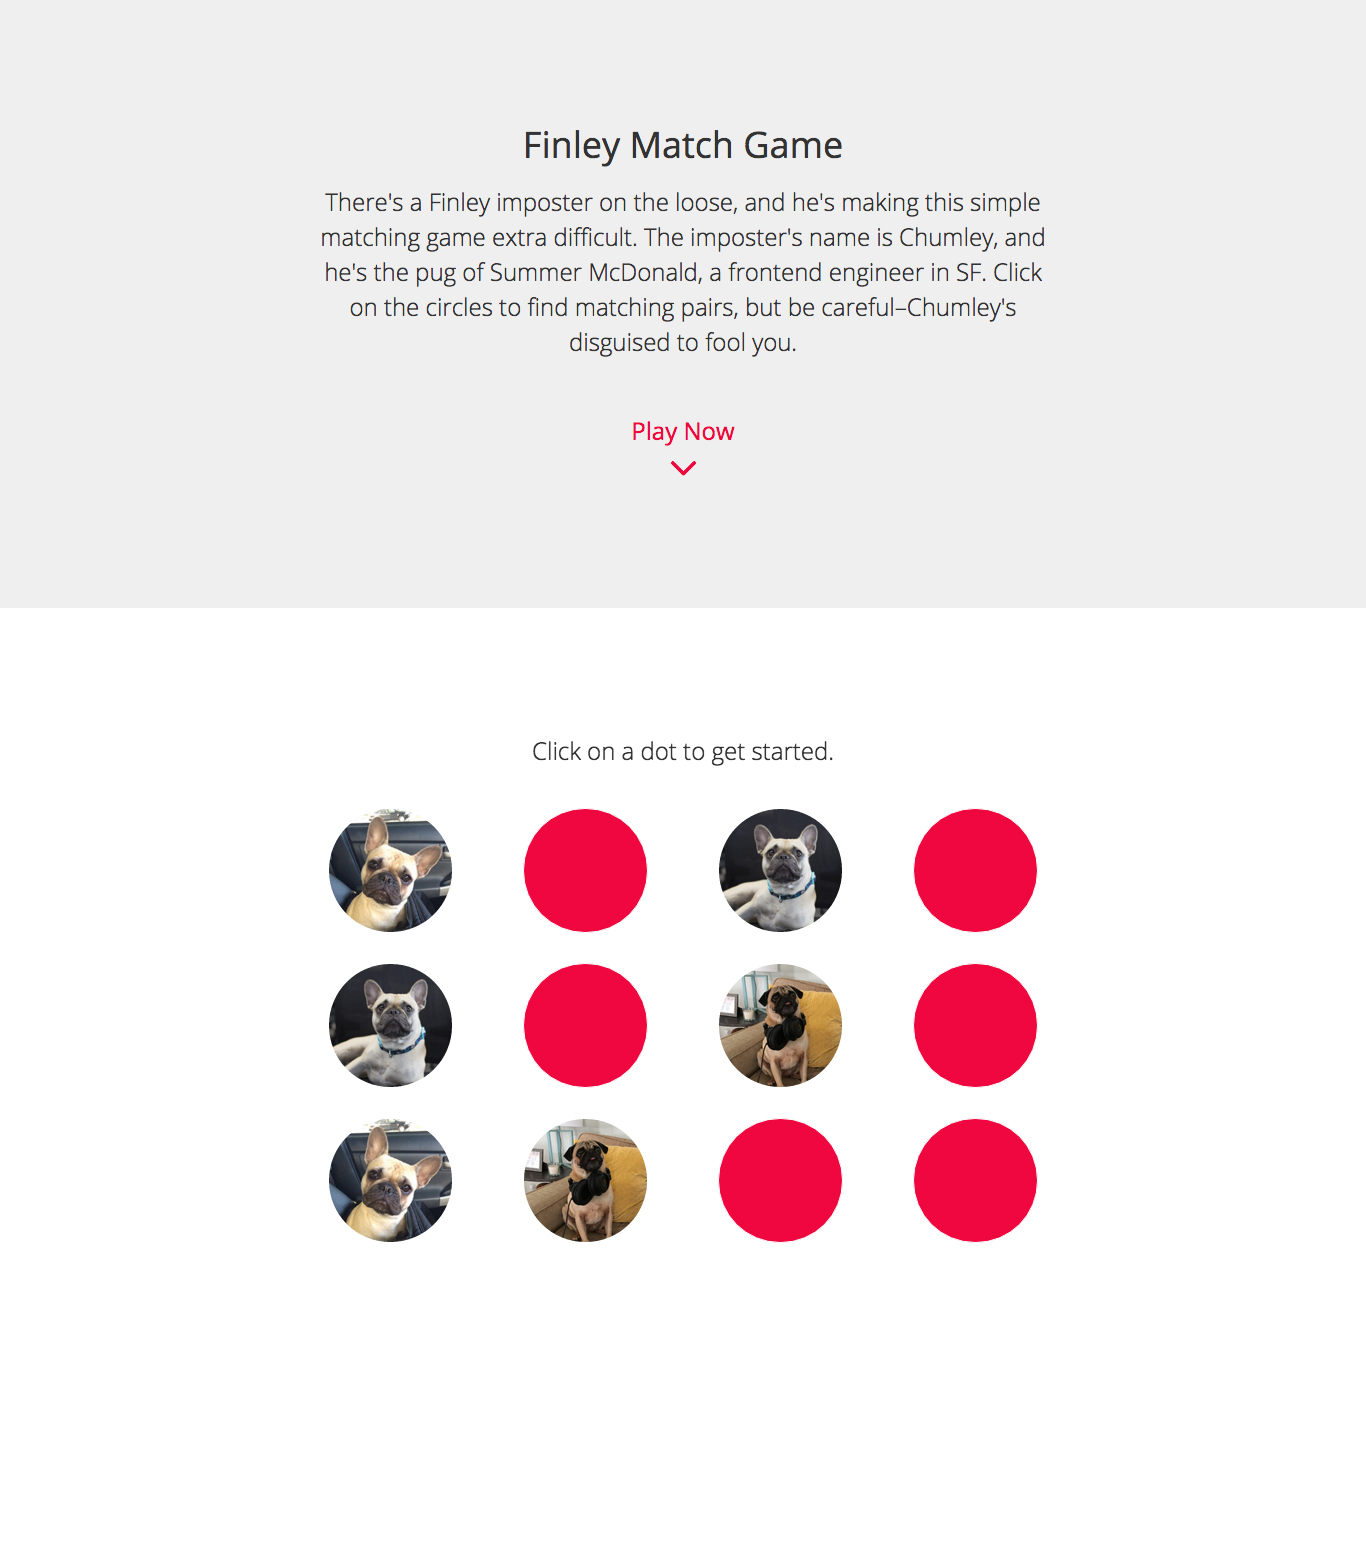 Finley Match Game
There's a Finley imposter on the loose, and he's making this simple
matching game extra difficult. The imposter's name is Chumley, and
he's the pug of Summer McDonald, a frontend engineer in SF. Click
on the circles to find matching pairs, but be careful–Chumley's
disguised to fool you.
Play Now
Click on a dot to get started.